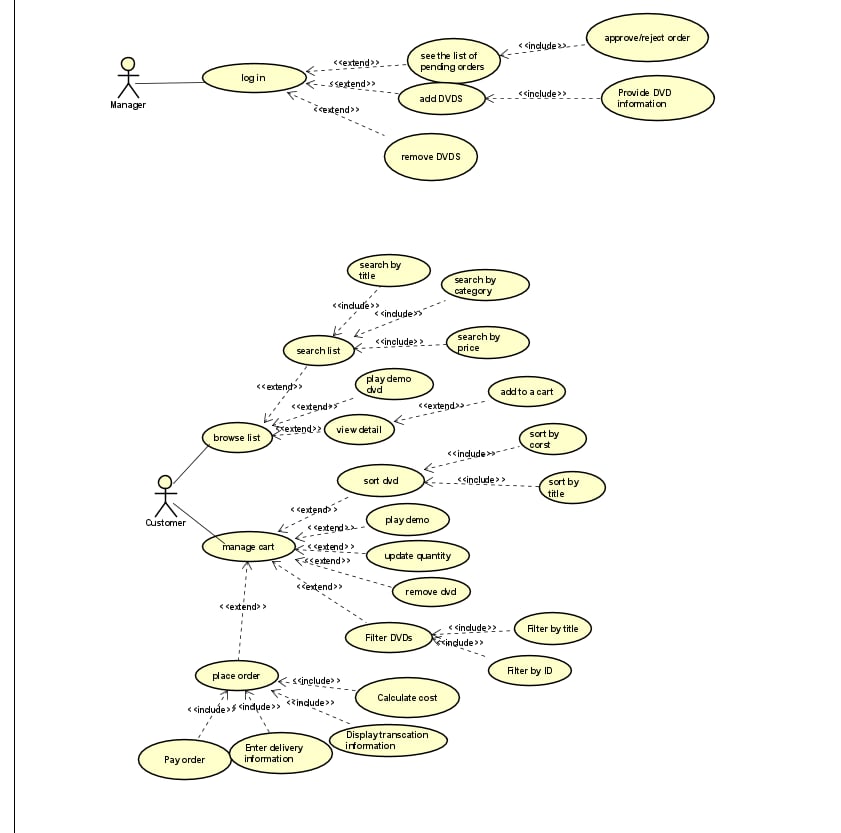 approve/reject order
<<include>>
see the list of
pending orders
<<extend>>
log in
<<extend>>
Manager
add DVDS
<<include>>
Provide DVD
information
<<extend>>
remove DVDS
search by
title
search by
category
<<include>>
<<include>>
search list
<<include>>
search by
price
<<extend>>
play demo
dvd
add to a cart
<<extend>>
<<extend>>
browse list
<<extend>>
view detail
sort by
corst
<<include>>
sort dvd
<<include>>
sort by
title
Customer
<<extend>>
play demo
<<extend>>
manage cart
<<extend>>
update quantity
<<extend>>
<<extend>>
remove dvd
<<extend>>
Filter DVDs
<<include>>
<<include>>
Filter by title
Filter by ID
place order
<<include>>
Calculate cost
<<include>>
<<include>>
<<include>>
Display transcation
information
Pay order
Enter delivery
information